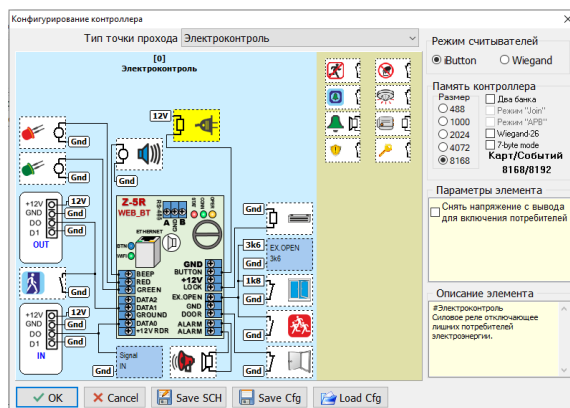 Конфигурирование контроллера
Тип точки прохода Электроконтроль
[0]
Электроконтроль
12V
Gnd
Gnd
Gnd
+12V
GND
DO
D1
OUT
12V
Gnd
Gnd
+12V
GND
DO
D1
IN
12V
Gnd
Gnd
Signal
IN
Z-5R
WEB_BT
RS-485
A B
ETHERNET
BTN
WIFI
BEEP
RED
GREEN
DATA2
DATA1
GROUND
DATA0
+12V RDR
GND
BUTTON
+12V
LOCK
EX.OPEN
GND
DOOR
ALARM
ALARM
Gnd
3k6
Gnd
EX.OPEN
3k6
1k8
Gnd
Gnd
Gnd
Режим считывателей
iButton
Wiegand
Память контроллера
Размер
488
1000
2024
4072
8168
Два банка
Режим "Join"
Режим "APB"
Wiegand-26
7-byte mode
Карт/Событий
8168/8192
Параметры элемента
Снять напряжение с вывода
для включения потребителей
Описание элемента
#Электроконтроль
Силовое реле отключающее
лишних потребителей
электроэнергии.
OK
Cancel
Save SCH
Save Cfg
Load Cfg